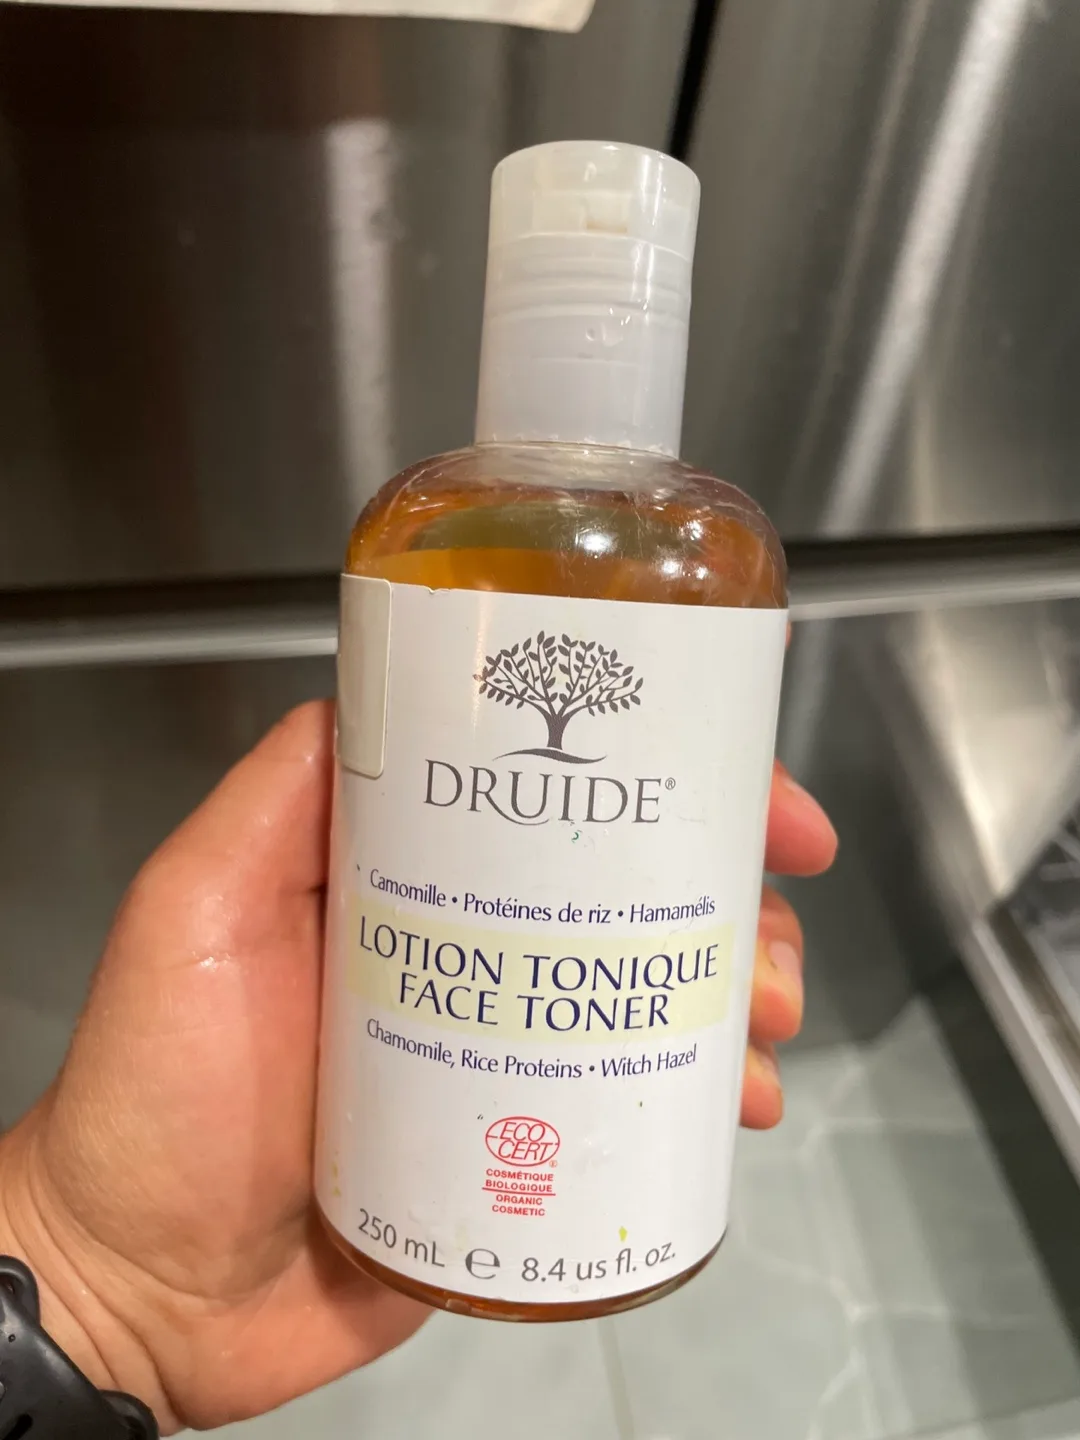 DRUIDE®
Camomille • Protéines de riz • Hamamélis
LOTION TONIQUE
FACE TONER
Chamomile, Rice Proteins • Witch Hazel
ECO
CERT®
COSMÉTIQUE
BIOLOGIQUE
ORGANIC
COSMETIC
250 mL ℮ 8.4 us fl. oz.